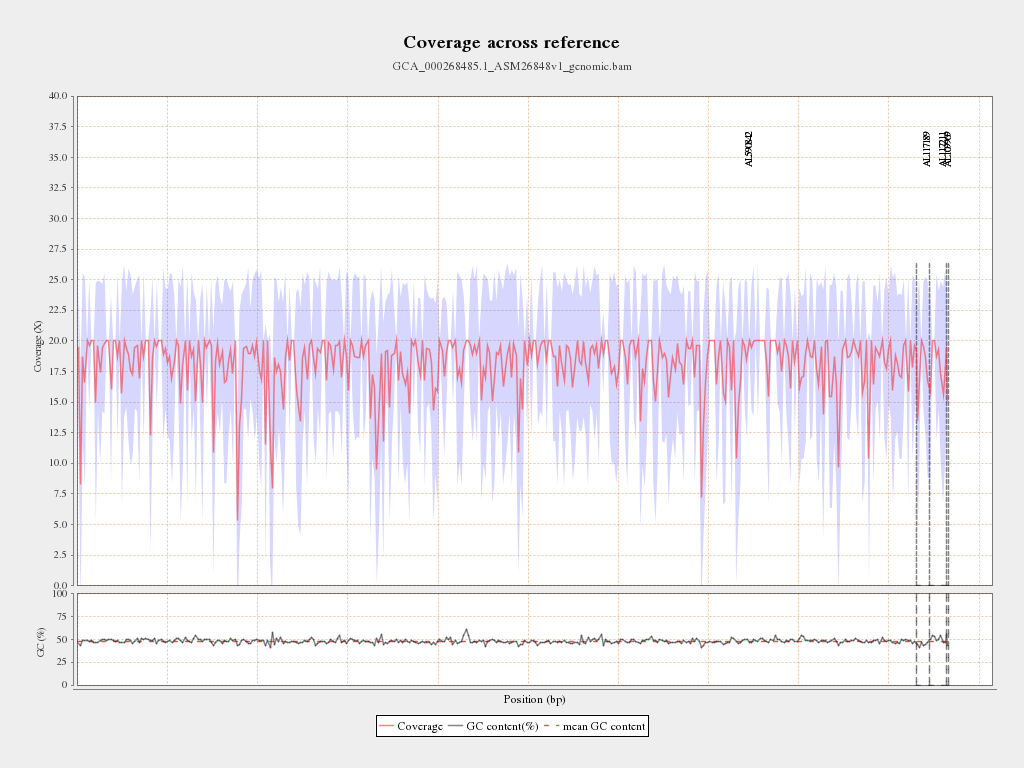 Coverage across reference
GCA_000268485.1_ASM26848v1_genomic.bam
40.0
37.5
35.0
32.5
30.0
27.5
25.0
22.5
20.0
17.5
15.0
12.5
10.0
7.5
5.0
2.5
0.0
Coverage (X)
AL590842
AL117189
AL117211
AL109969
100
75
50
25
0
GC (%)
Position (bp)
Coverage GC content(%) mean GC content